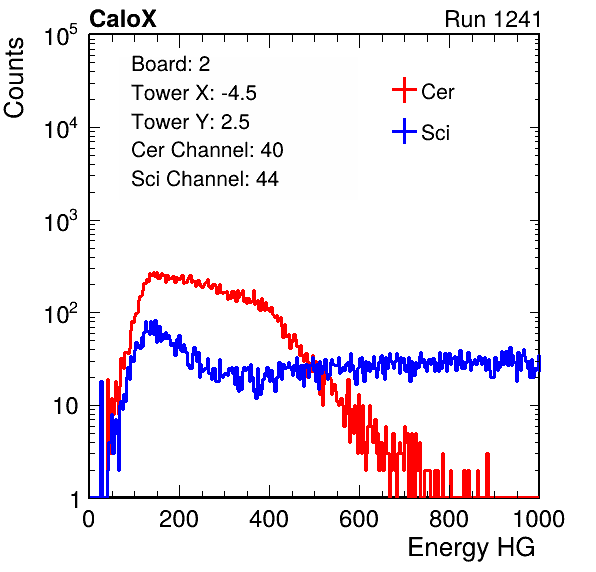 CaloX Run 1241
Counts
Board: 2
Tower X: -4.5
Tower Y: 2.5
Cer Channel: 40
Sci Channel: 44
Cer
Sci
10^5
10^4
10^3
10^2
10
1
0 200 400 600 800 1000
Energy HG